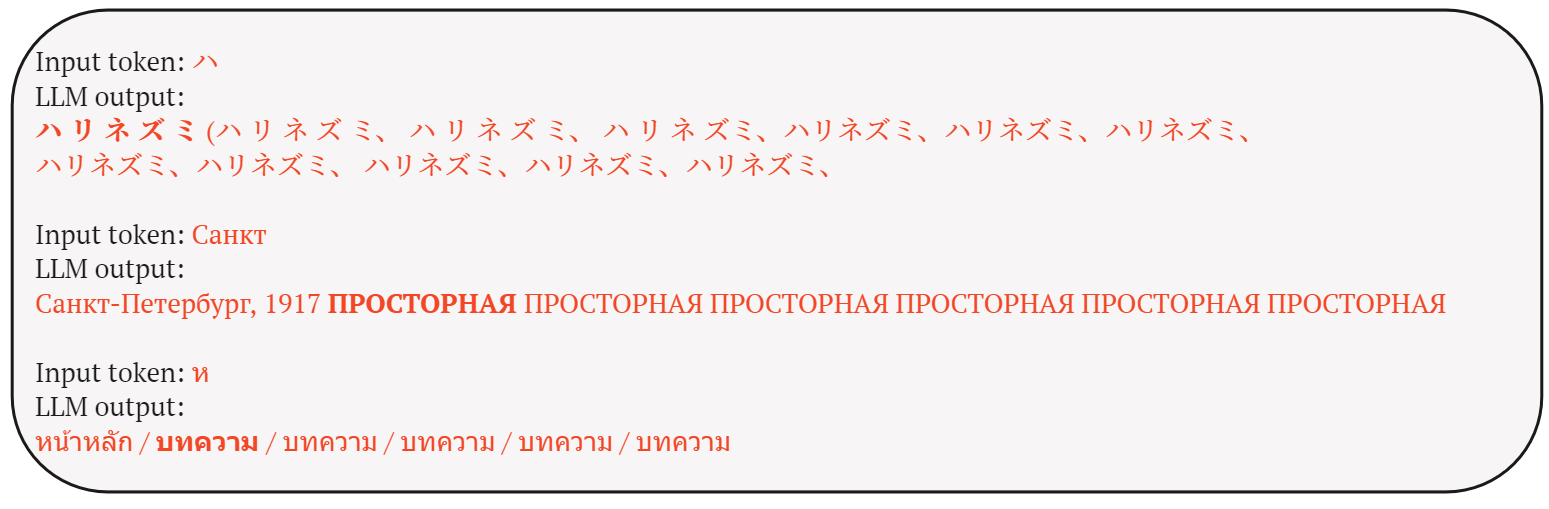 Input token: ハ
LLM output:
ハ リ ネ ズ ミ (ハ リ ネ ズ ミ、 ハ リ ネ ズ ミ、 ハ リ ネ ズミ、ハリネズミ、ハリネズミ、ハリネズミ、
ハリネズミ、ハリネズミ、 ハリネズミ、ハリネズミ、ハリネズミ、
Input token: Санкт
LLM output:
Санкт-Петербург, 1917 ПРОСТОРНАЯ ПРОСТОРНАЯ ПРОСТОРНАЯ ПРОСТОРНАЯ ПРОСТОРНАЯ ПРОСТОРНАЯ
Input token: ห
LLM output:
หน้าหลัก / บทความ / บทความ / บทความ / บทความ / บทความ